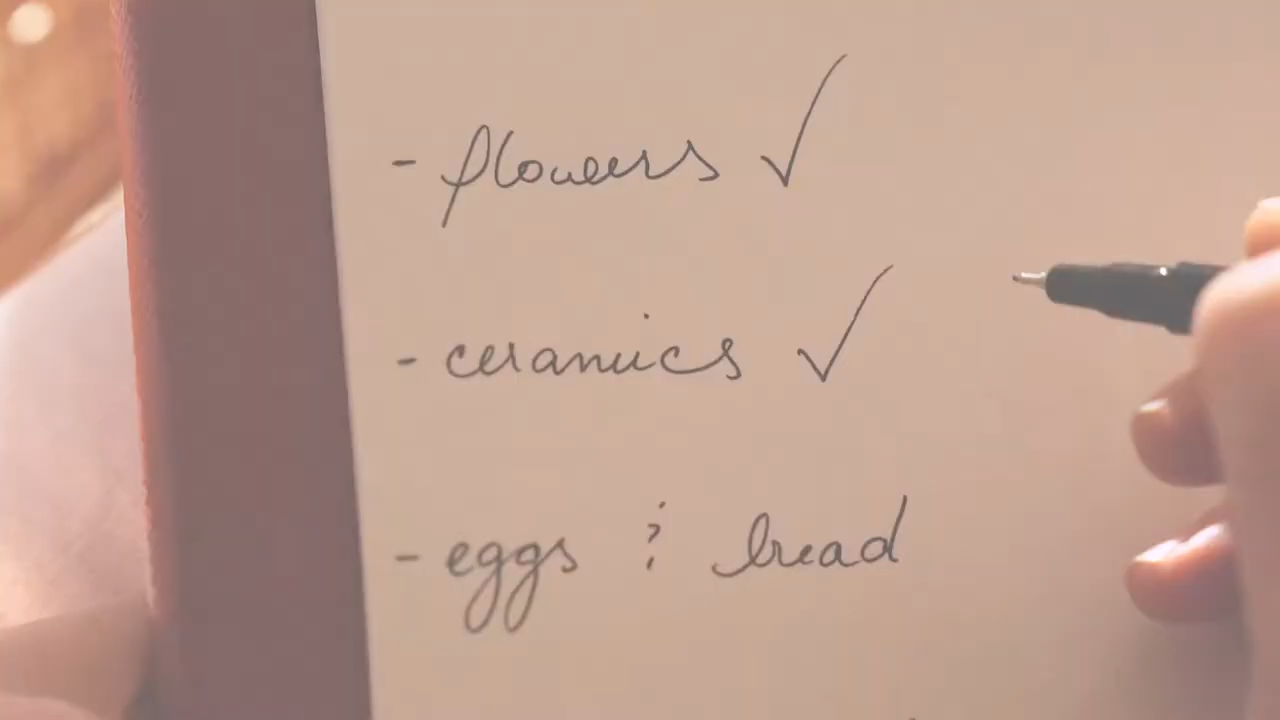 - flowers ✓
- ceramics ✓
- eggs & bread